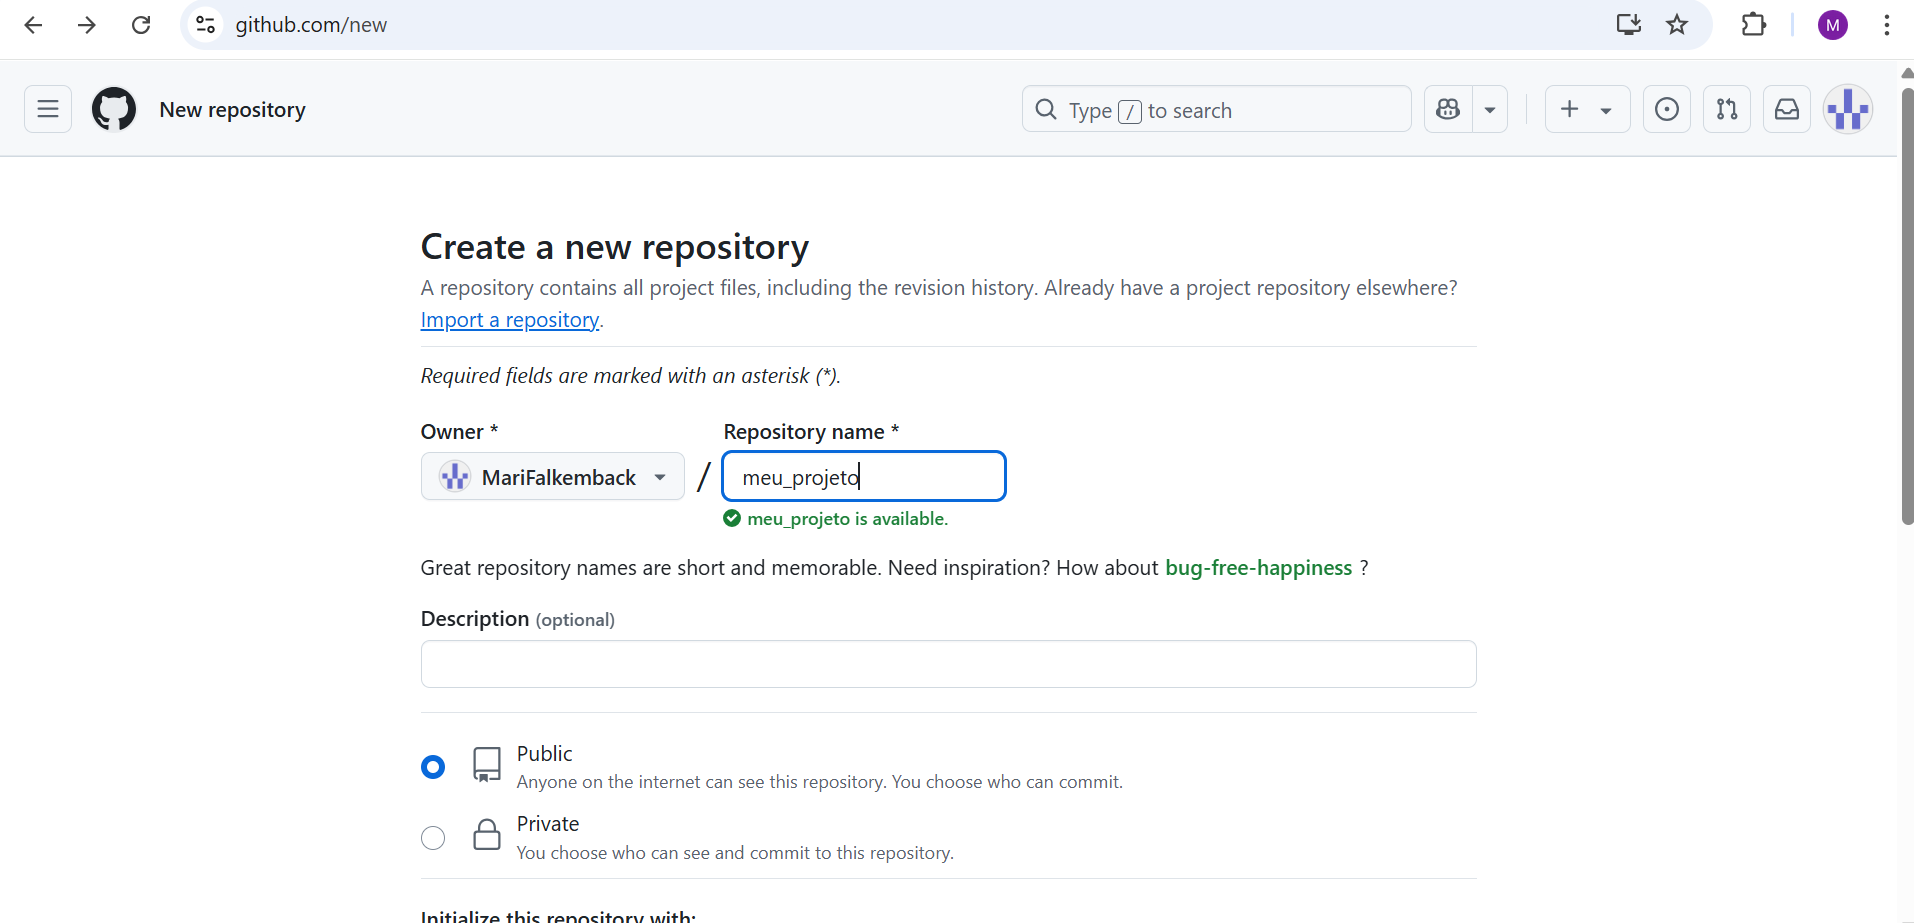 github.com/new
M
New repository
Type / to search
Create a new repository
A repository contains all project files, including the revision history. Already have a project repository elsewhere?
Import a repository.
Required fields are marked with an asterisk (*).
Owner * Repository name *
MariFalkemback / meu_projeto
meu_projeto is available.
Great repository names are short and memorable. Need inspiration? How about bug-free-happiness ?
Description (optional)
Public
Anyone on the internet can see this repository. You choose who can commit.
Private
You choose who can see and commit to this repository.
Initialize this repository with: